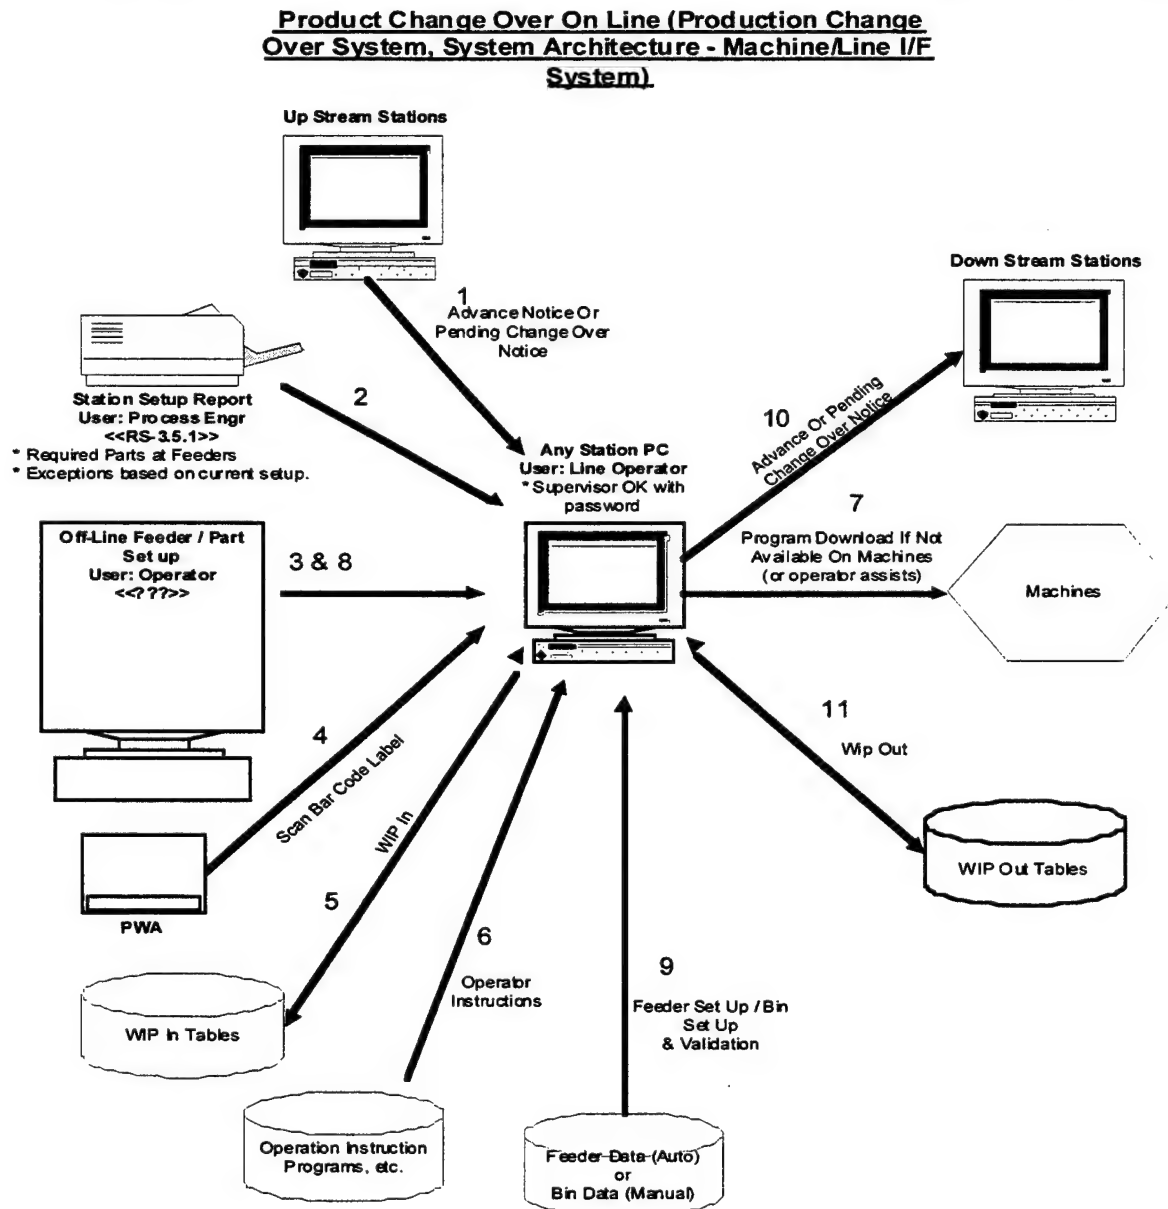 Product Change Over On Line (Production Change
Over System, System Architecture - Machine/Line I/F
System)
Up Stream Stations
Down Stream Stations
1
Advance Notice Or
Pending Change Over
Notice
Station Setup Report
User: Process Engr
<<RS-3.5.1>>
* Required Parts at Feeders
* Exceptions based on current setup.
2
Any Station PC
User: Line Operator
* Supervisor OK with
password
10
Advance Or Pending
Change Over Notice
7
Program Download If Not
Available On Machines
(or operator assists)
Machines
Off-Line Feeder / Part
Set up
User: Operator
<<???>>
3 & 8
4
Scan Bar Code Label
PWA
5
WIP In
WIP In Tables
6
Operator
Instructions
Operation Instruction
Programs, etc.
9
Feeder Set Up / Bin
Set Up
& Validation
Feeder Data (Auto)
or
Bin Data (Manual)
11
Wip Out
WIP Out Tables